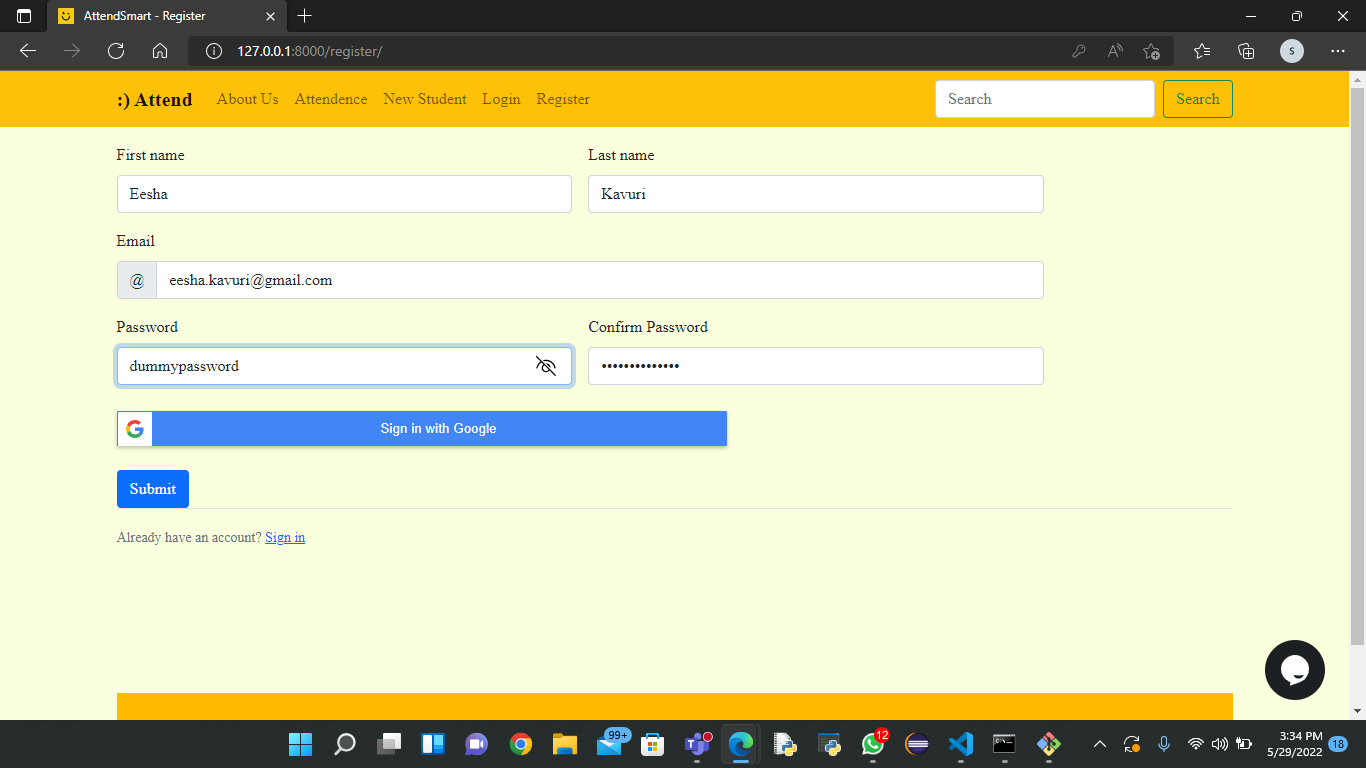 AttendSmart - Register
127.0.0.1:8000/register/
S
:) Attend About Us Attendence New Student Login Register Search Search
First name Last name
Eesha Kavuri
Email
@ eesha.kavuri@gmail.com
Password Confirm Password
dummypassword ••••••••••••••
Sign in with Google
Submit
Already have an account? Sign in
99+ 12 3:34 PM
5/29/2022 18